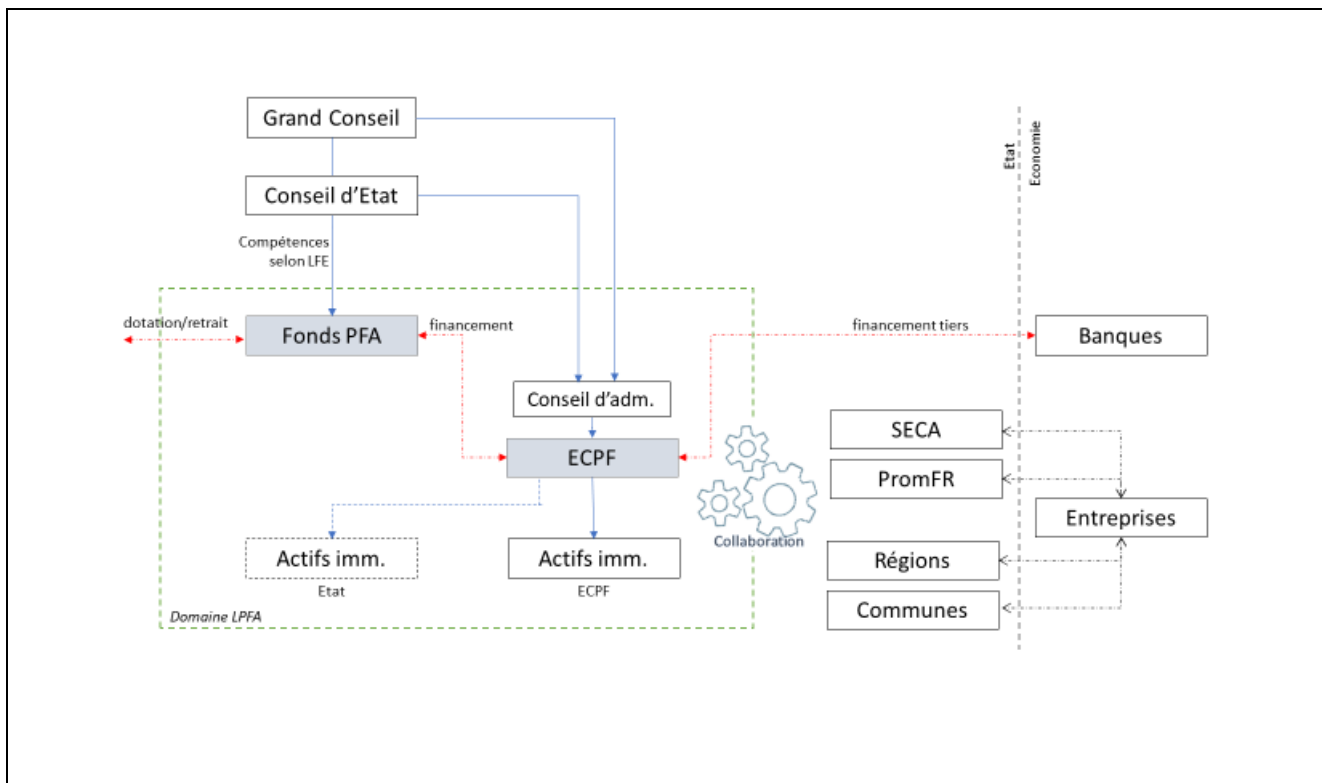 Grand Conseil
Etat
Economie
Conseil d’Etat
Compétences
selon LFE
dotation/retrait
Fonds PFA
financement
financement tiers
Banques
Conseil d’adm.
SECA
ECPF
PromFR
Entreprises
Collaboration
Actifs imm.
Etat
Actifs imm.
ECPF
Régions
Communes
Domaine LPFA